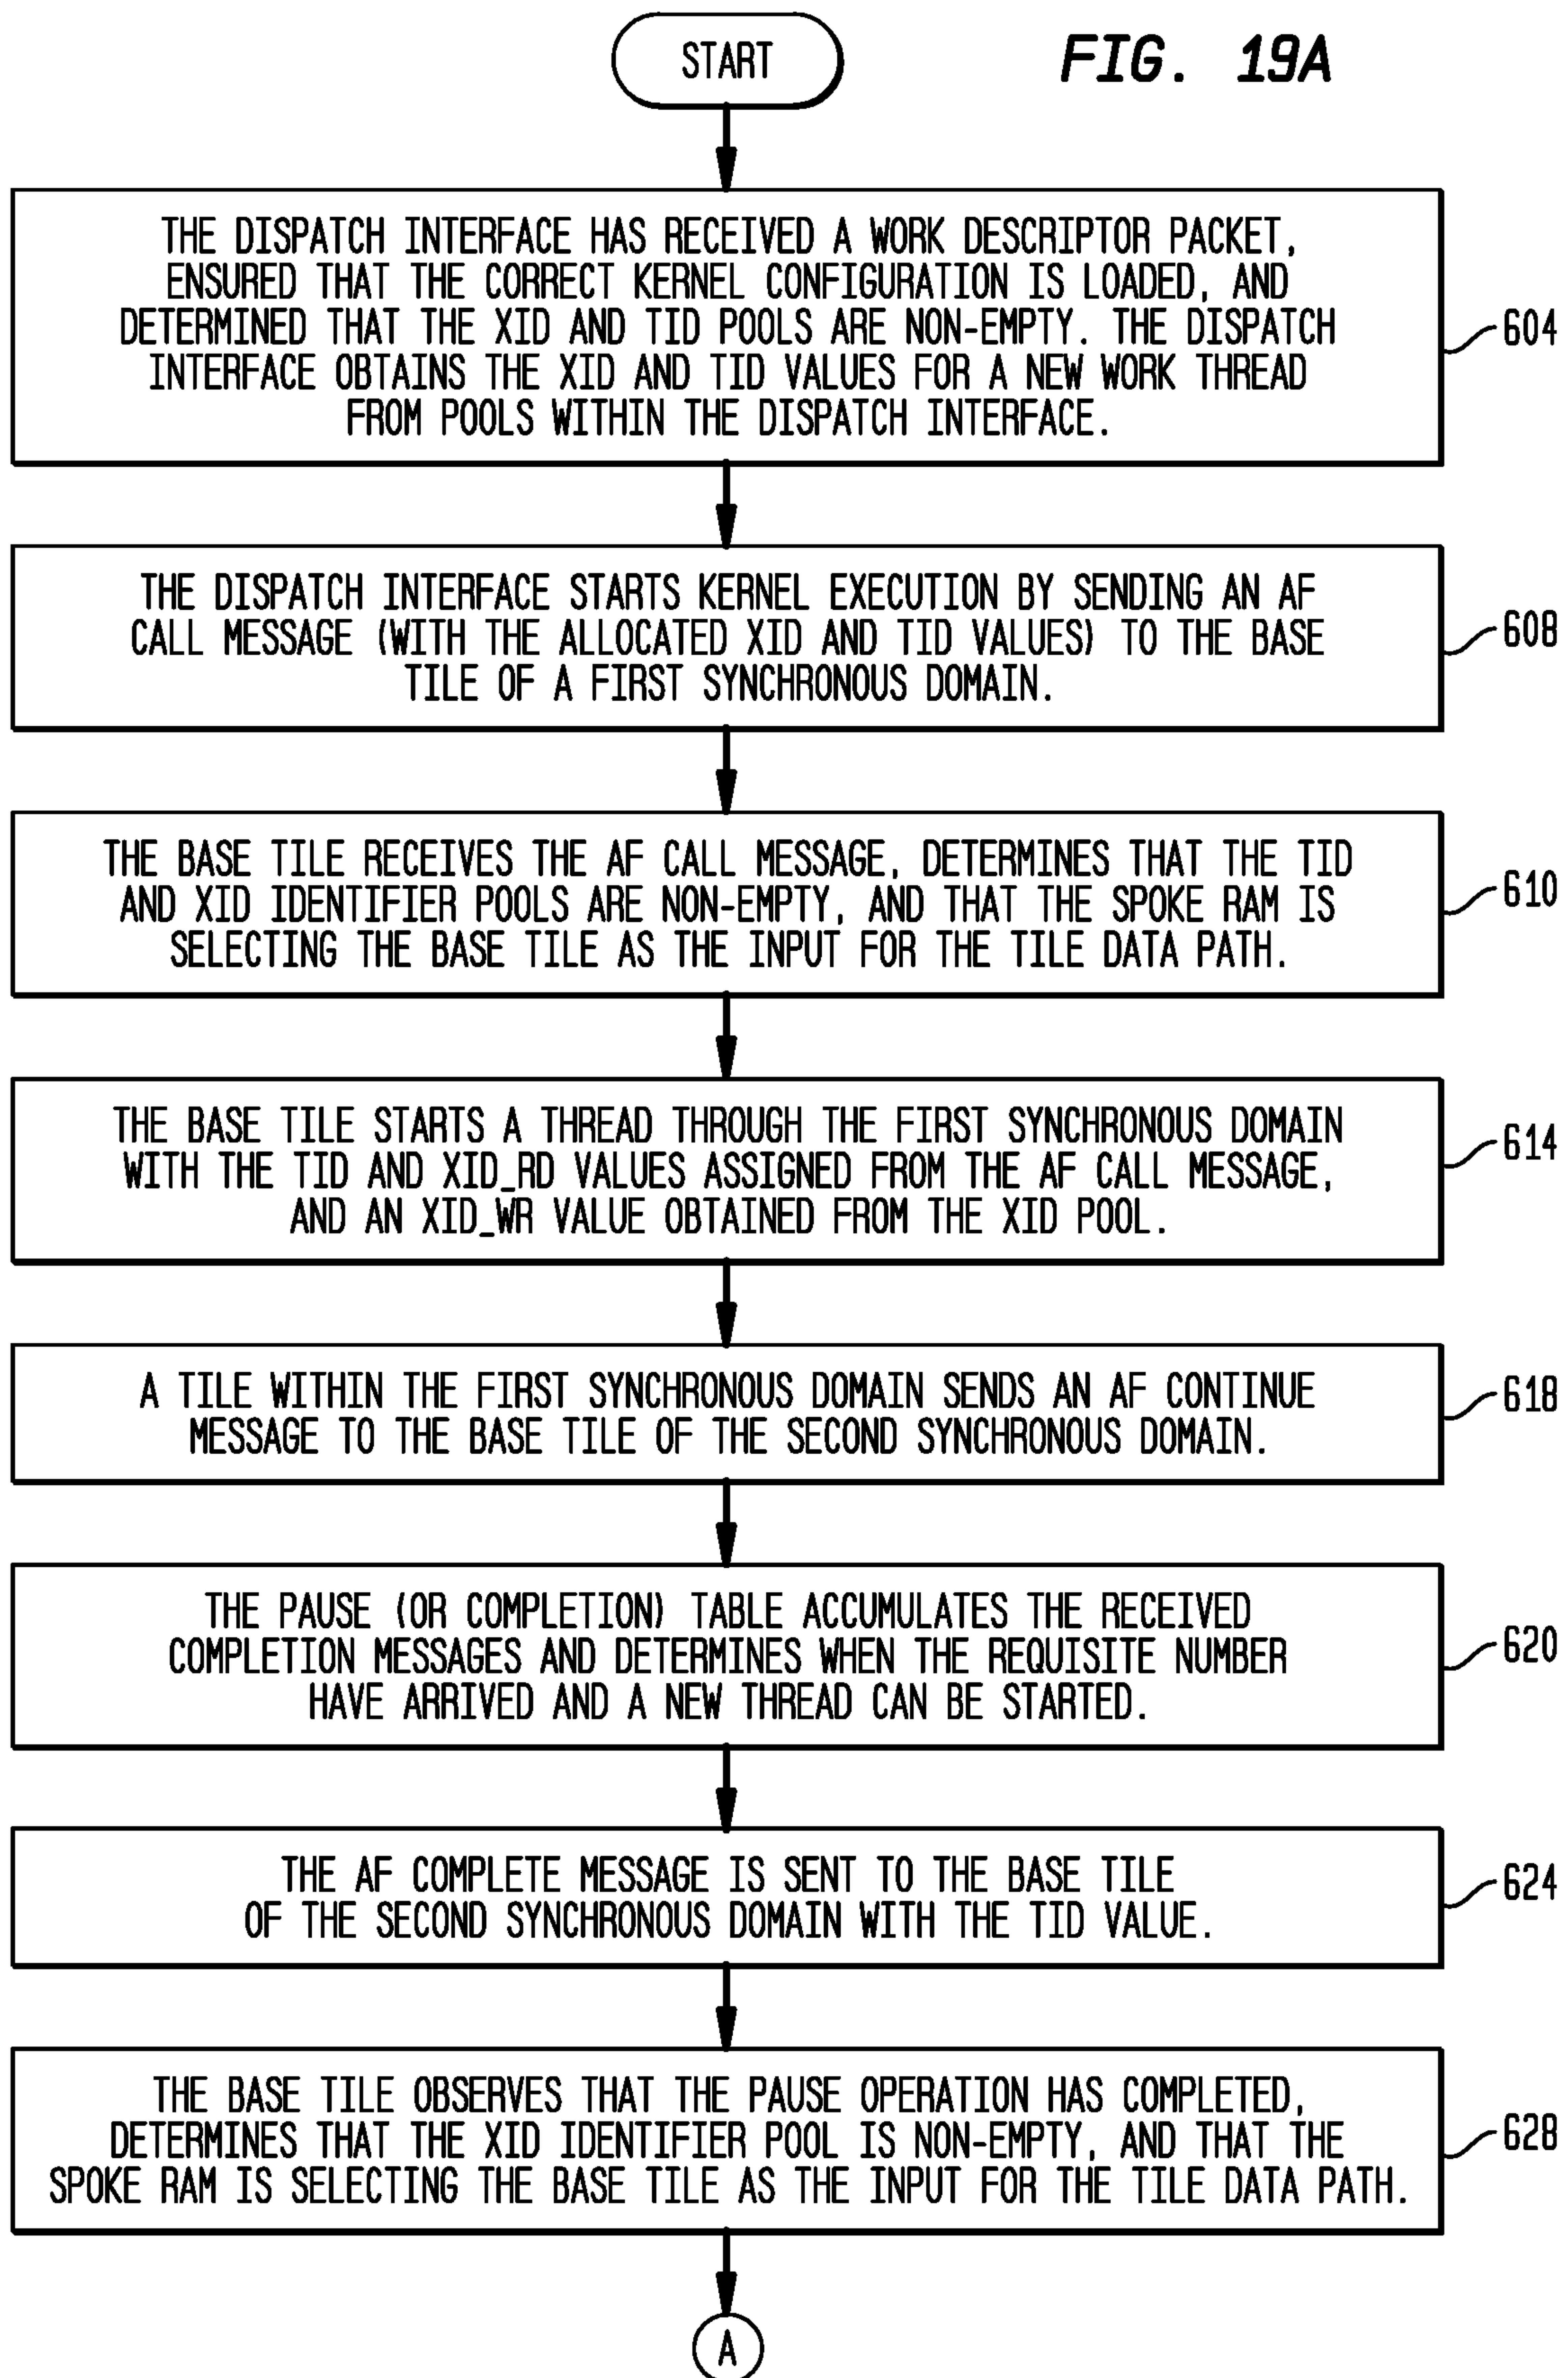 START
FIG. 19A
THE DISPATCH INTERFACE HAS RECEIVED A WORK DESCRIPTOR PACKET,
ENSURED THAT THE CORRECT KERNEL CONFIGURATION IS LOADED, AND
DETERMINED THAT THE XID AND TID POOLS ARE NON-EMPTY. THE DISPATCH
INTERFACE OBTAINS THE XID AND TID VALUES FOR A NEW WORK THREAD
FROM POOLS WITHIN THE DISPATCH INTERFACE.
604
THE DISPATCH INTERFACE STARTS KERNEL EXECUTION BY SENDING AN AF
CALL MESSAGE (WITH THE ALLOCATED XID AND TID VALUES) TO THE BASE
TILE OF A FIRST SYNCHRONOUS DOMAIN.
608
THE BASE TILE RECEIVES THE AF CALL MESSAGE, DETERMINES THAT THE TID
AND XID IDENTIFIER POOLS ARE NON-EMPTY, AND THAT THE SPOKE RAM IS
SELECTING THE BASE TILE AS THE INPUT FOR THE TILE DATA PATH.
610
THE BASE TILE STARTS A THREAD THROUGH THE FIRST SYNCHRONOUS DOMAIN
WITH THE TID AND XID_RD VALUES ASSIGNED FROM THE AF CALL MESSAGE,
AND AN XID_WR VALUE OBTAINED FROM THE XID POOL.
614
A TILE WITHIN THE FIRST SYNCHRONOUS DOMAIN SENDS AN AF CONTINUE
MESSAGE TO THE BASE TILE OF THE SECOND SYNCHRONOUS DOMAIN.
618
THE PAUSE (OR COMPLETION) TABLE ACCUMULATES THE RECEIVED
COMPLETION MESSAGES AND DETERMINES WHEN THE REQUISITE NUMBER
HAVE ARRIVED AND A NEW THREAD CAN BE STARTED.
620
THE AF COMPLETE MESSAGE IS SENT TO THE BASE TILE
OF THE SECOND SYNCHRONOUS DOMAIN WITH THE TID VALUE.
624
THE BASE TILE OBSERVES THAT THE PAUSE OPERATION HAS COMPLETED,
DETERMINES THAT THE XID IDENTIFIER POOL IS NON-EMPTY, AND THAT THE
SPOKE RAM IS SELECTING THE BASE TILE AS THE INPUT FOR THE TILE DATA PATH.
628
A